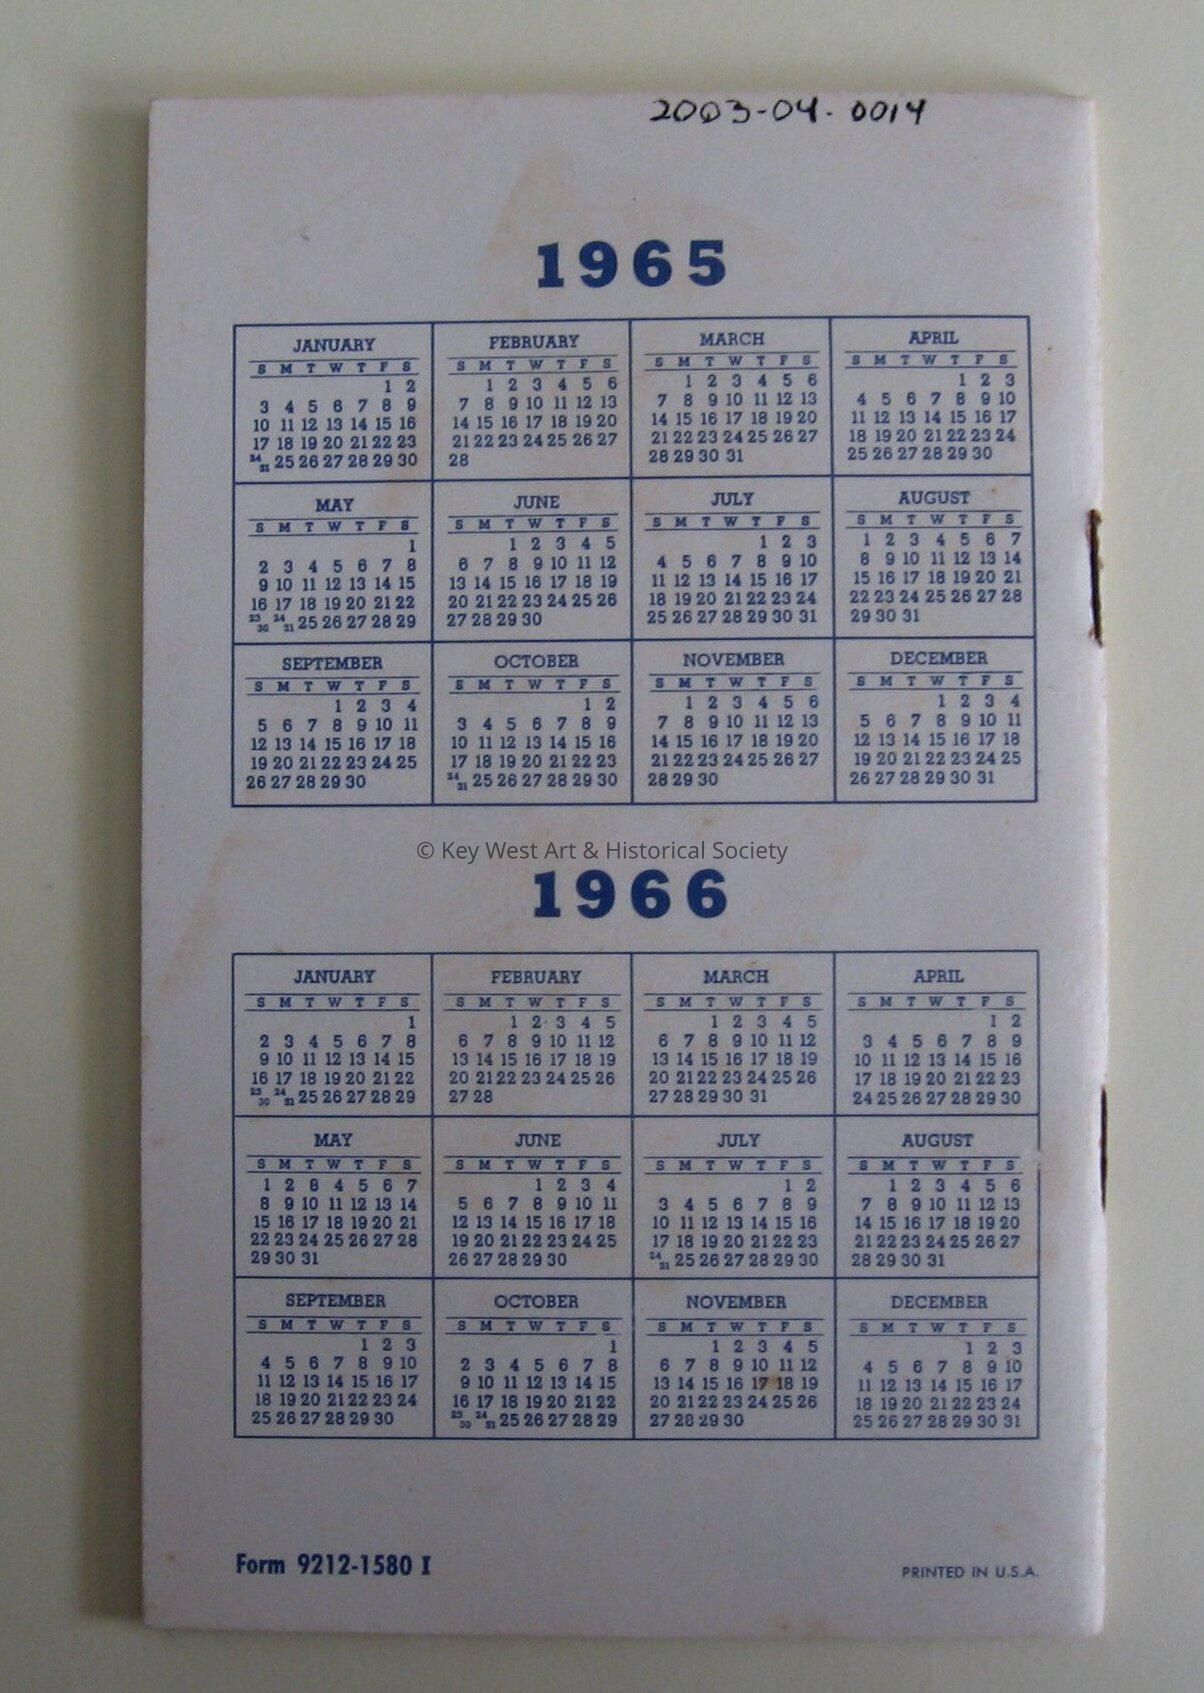 2003-04. 0014
1965
JANUARY FEBRUARY MARCH APRIL
S M T W T F S S M T W T F S S M T W T F S S M T W T F S
1 2 1 2 3 4 5 6 1 2 3 4 5 6 1 2 3
3 4 5 6 7 8 9 7 8 9 10 11 12 13 7 8 9 10 11 12 13 4 5 6 7 8 9 10
10 11 12 13 14 15 16 14 15 16 17 18 19 20 14 15 16 17 18 19 20 11 12 13 14 15 16 17
17 18 19 20 21 22 23 21 22 23 24 25 26 27 21 22 23 24 25 26 27 18 19 20 21 22 23 24
24 31 25 26 27 28 29 30 28 28 29 30 31 25 26 27 28 29 30
MAY JUNE JULY AUGUST
S M T W T F S S M T W T F S S M T W T F S S M T W T F S
1 1 2 3 4 5 1 2 3 1 2 3 4 5 6 7
2 3 4 5 6 7 8 6 7 8 9 10 11 12 4 5 6 7 8 9 10 8 9 10 11 12 13 14
9 10 11 12 13 14 15 13 14 15 16 17 18 19 11 12 13 14 15 16 17 15 16 17 18 19 20 21
16 17 18 19 20 21 22 20 21 22 23 24 25 26 18 19 20 21 22 23 24 22 23 24 25 26 27 28
23 30 24 31 25 26 27 28 29 27 28 29 30 25 26 27 28 29 30 31 29 30 31
SEPTEMBER OCTOBER NOVEMBER DECEMBER
S M T W T F S S M T W T F S S M T W T F S S M T W T F S
1 2 3 4 1 2 1 2 3 4 5 6 1 2 3 4
5 6 7 8 9 10 11 3 4 5 6 7 8 9 7 8 9 10 11 12 13 5 6 7 8 9 10 11
12 13 14 15 16 17 18 10 11 12 13 14 15 16 14 15 16 17 18 19 20 12 13 14 15 16 17 18
19 20 21 22 23 24 25 17 18 19 20 21 22 23 21 22 23 24 25 26 27 19 20 21 22 23 24 25
26 27 28 29 30 24 31 25 26 27 28 29 30 28 29 30 26 27 28 29 30 31
© Key West Art & Historical Society
1966
JANUARY FEBRUARY MARCH APRIL
S M T W T F S S M T W T F S S M T W T F S S M T W T F S
1 1 2 3 4 5 1 2 3 4 5 1 2
2 3 4 5 6 7 8 6 7 8 9 10 11 12 6 7 8 9 10 11 12 3 4 5 6 7 8 9
9 10 11 12 13 14 15 13 14 15 16 17 18 19 13 14 15 16 17 18 19 10 11 12 13 14 15 16
16 17 18 19 20 21 22 20 21 22 23 24 25 26 20 21 22 23 24 25 26 17 18 19 20 21 22 23
23 30 24 31 25 26 27 28 29 27 28 27 28 29 30 31 24 25 26 27 28 29 30
MAY JUNE JULY AUGUST
S M T W T F S S M T W T F S S M T W T F S S M T W T F S
1 2 3 4 5 6 7 1 2 3 4 1 2 1 2 3 4 5 6
8 9 10 11 12 13 14 5 6 7 8 9 10 11 3 4 5 6 7 8 9 7 8 9 10 11 12 13
15 16 17 18 19 20 21 12 13 14 15 16 17 18 10 11 12 13 14 15 16 14 15 16 17 18 19 20
22 23 24 25 26 27 28 19 20 21 22 23 24 25 17 18 19 20 21 22 23 21 22 23 24 25 26 27
29 30 31 26 27 28 29 30 24 31 25 26 27 28 29 30 28 29 30 31
SEPTEMBER OCTOBER NOVEMBER DECEMBER
S M T W T F S S M T W T F S S M T W T F S S M T W T F S
1 2 3 1 1 2 3 4 5 1 2 3
4 5 6 7 8 9 10 2 3 4 5 6 7 8 6 7 8 9 10 11 12 4 5 6 7 8 9 10
11 12 13 14 15 16 17 9 10 11 12 13 14 15 13 14 15 16 17 18 19 11 12 13 14 15 16 17
18 19 20 21 22 23 24 16 17 18 19 20 21 22 20 21 22 23 24 25 26 18 19 20 21 22 23 24
25 26 27 28 29 30 23 30 24 31 25 26 27 28 29 27 28 29 30 25 26 27 28 29 30 31
Form 9212-1580 I
PRINTED IN U.S.A.